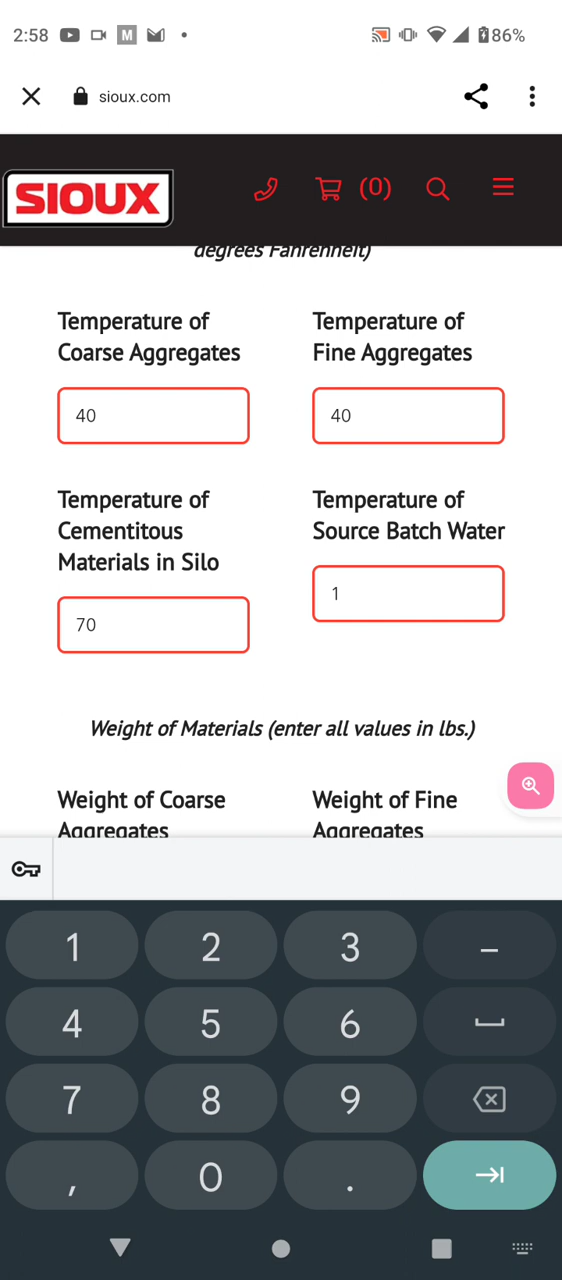 2:58 M 86%
sioux.com
SIOUX (0)
degrees Fahrenheit)
Temperature of
Coarse Aggregates
Temperature of
Fine Aggregates
40
40
Temperature of
Cementitous
Materials in Silo
Temperature of
Source Batch Water
70
1
Weight of Materials (enter all values in lbs.)
Weight of Coarse
Aggregates
Weight of Fine
Aggregates
1 2 3 –
4 5 6
7 8 9
, 0 .